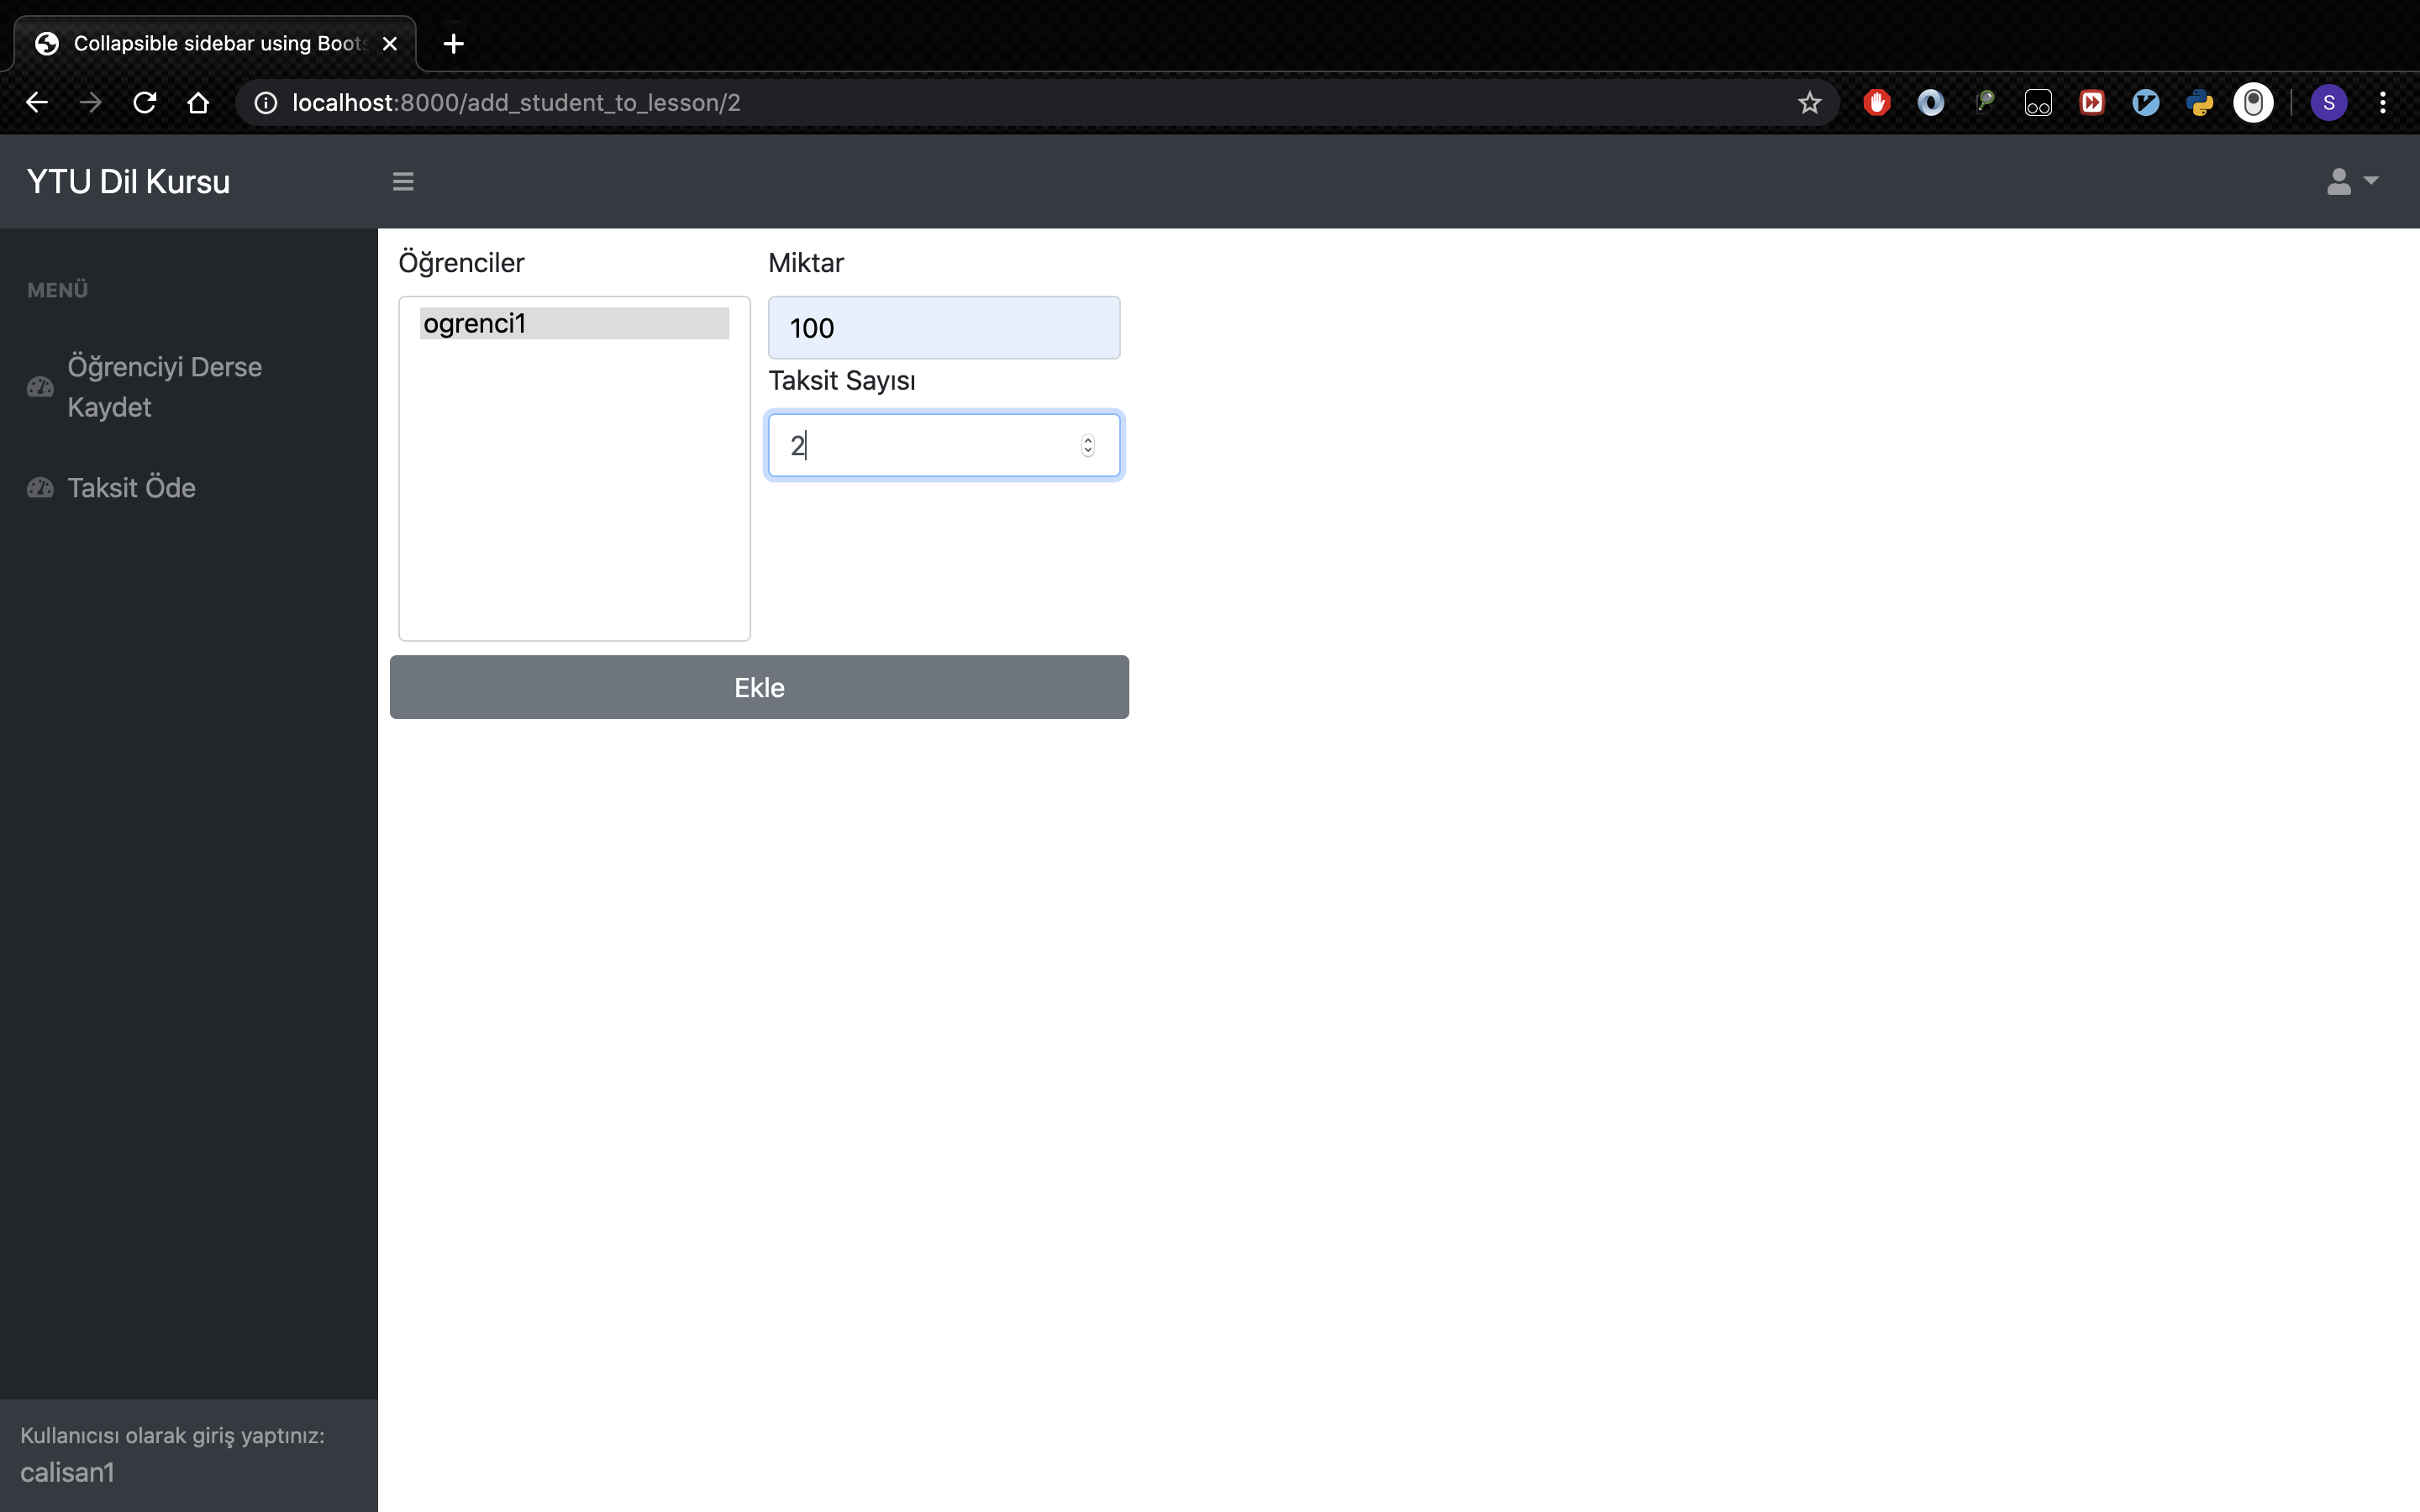 Collapsible sidebar using Boots
localhost:8000/add_student_to_lesson/2
S
YTU Dil Kursu
MENÜ
Öğrenciyi Derse
Kaydet
Taksit Öde
Öğrenciler
ogrenci1
Miktar
100
Taksit Sayısı
2
Ekle
Kullanıcısı olarak giriş yaptınız:
calisan1